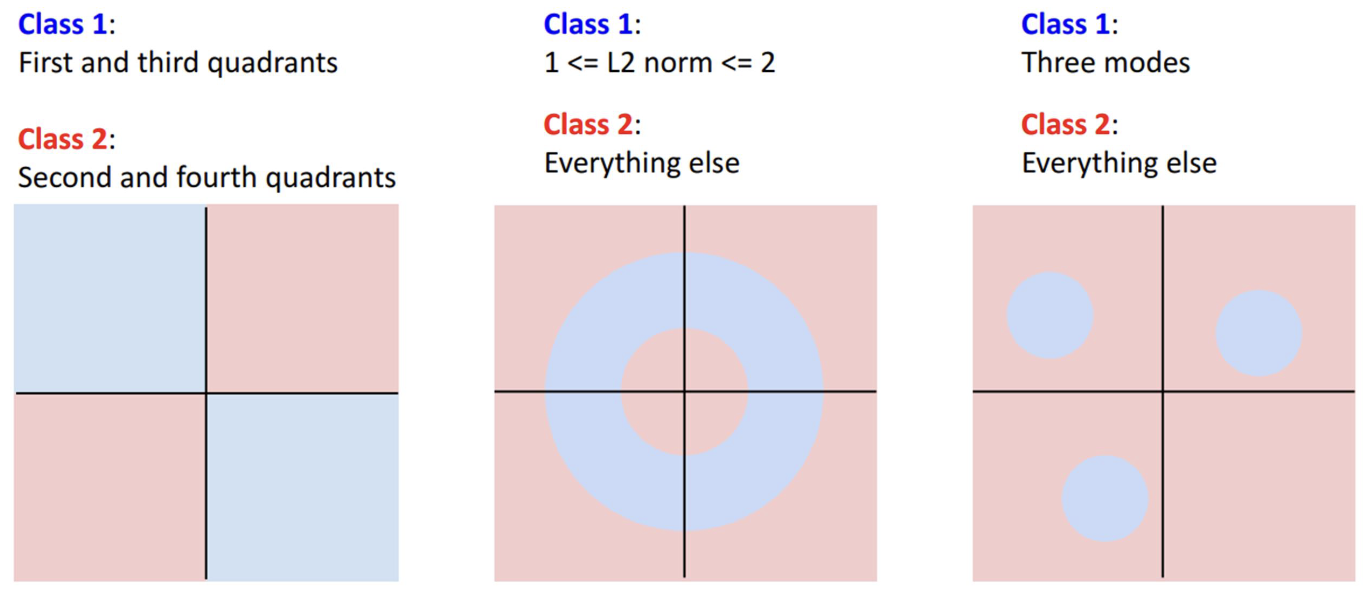 Class 1:
First and third quadrants
Class 2:
Second and fourth quadrants
Class 1:
1 <= L2 norm <= 2
Class 2:
Everything else
Class 1:
Three modes
Class 2:
Everything else